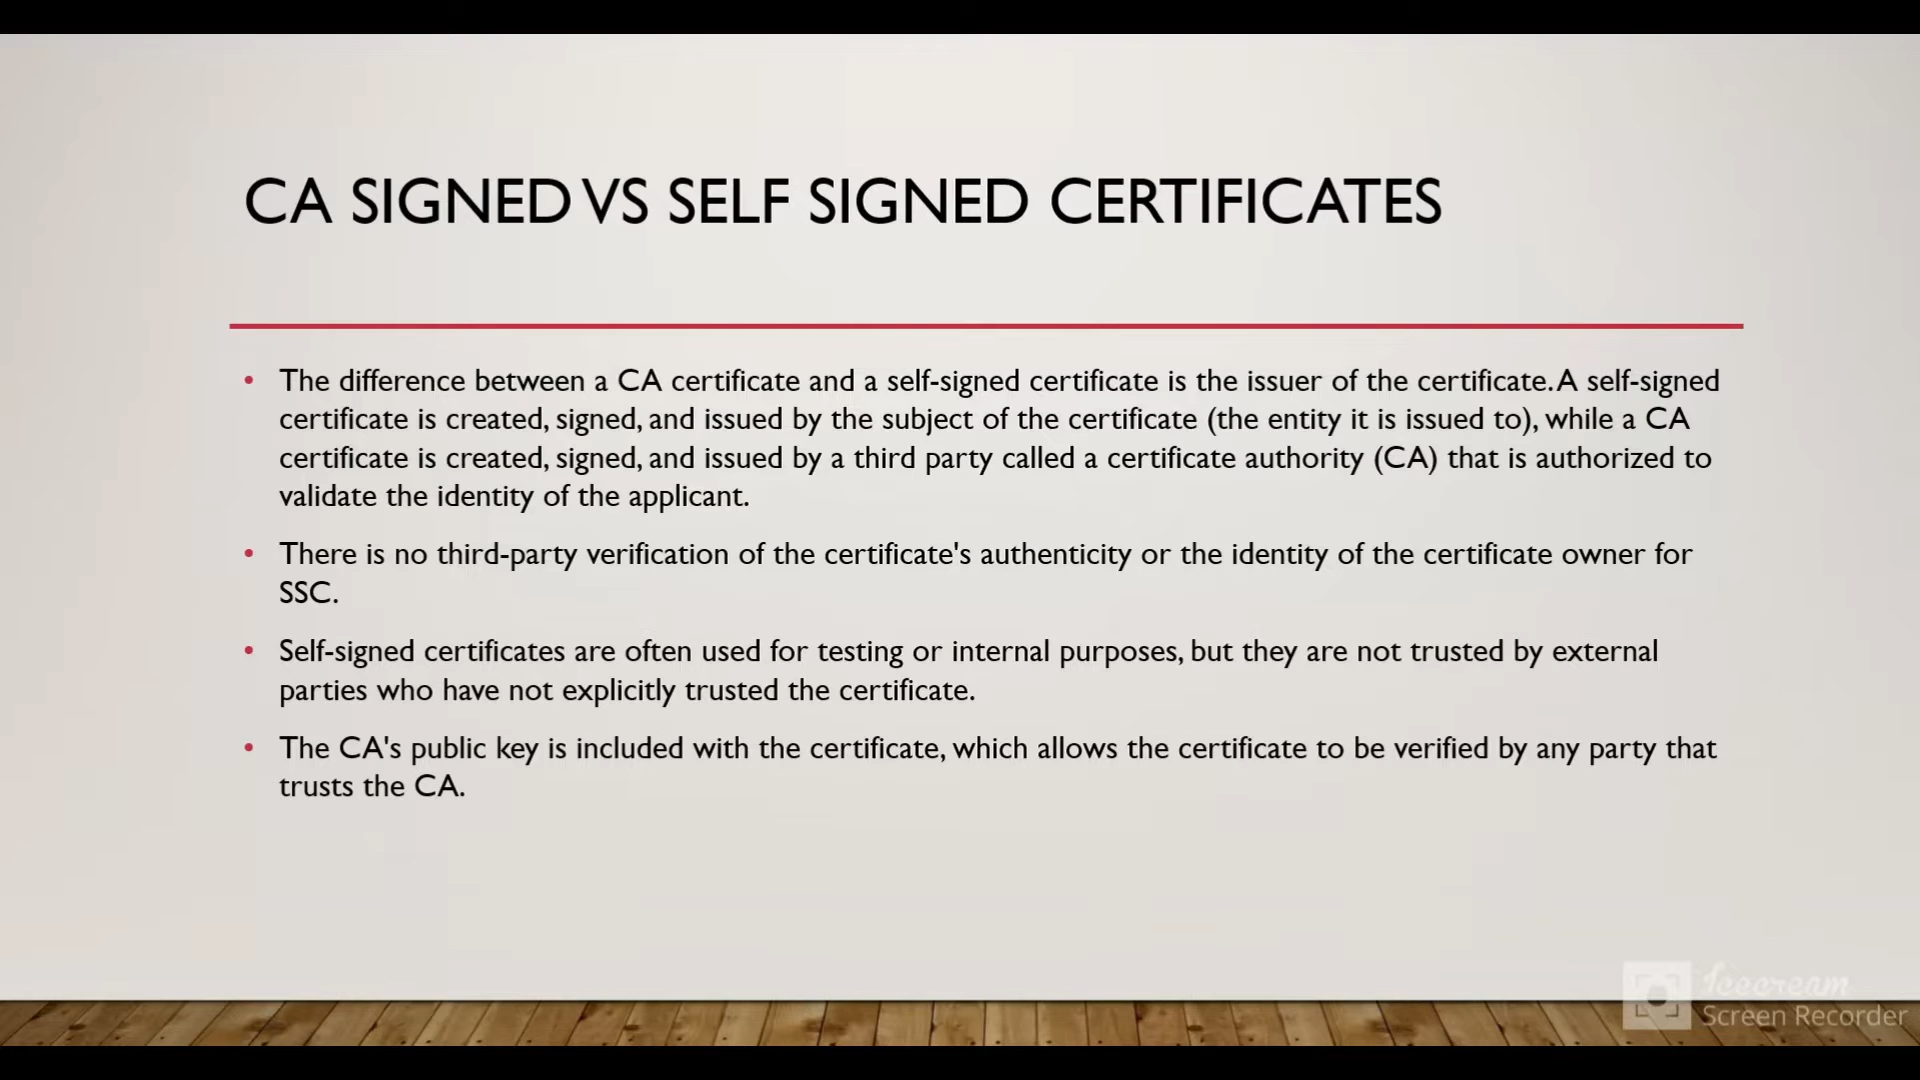 CA SIGNED VS SELF SIGNED CERTIFICATES
• The difference between a CA certificate and a self-signed certificate is the issuer of the certificate. A self-signed
certificate is created, signed, and issued by the subject of the certificate (the entity it is issued to), while a CA
certificate is created, signed, and issued by a third party called a certificate authority (CA) that is authorized to
validate the identity of the applicant.
• There is no third-party verification of the certificate's authenticity or the identity of the certificate owner for
SSC.
• Self-signed certificates are often used for testing or internal purposes, but they are not trusted by external
parties who have not explicitly trusted the certificate.
• The CA's public key is included with the certificate, which allows the certificate to be verified by any party that
trusts the CA.
Icecream
Screen Recorder